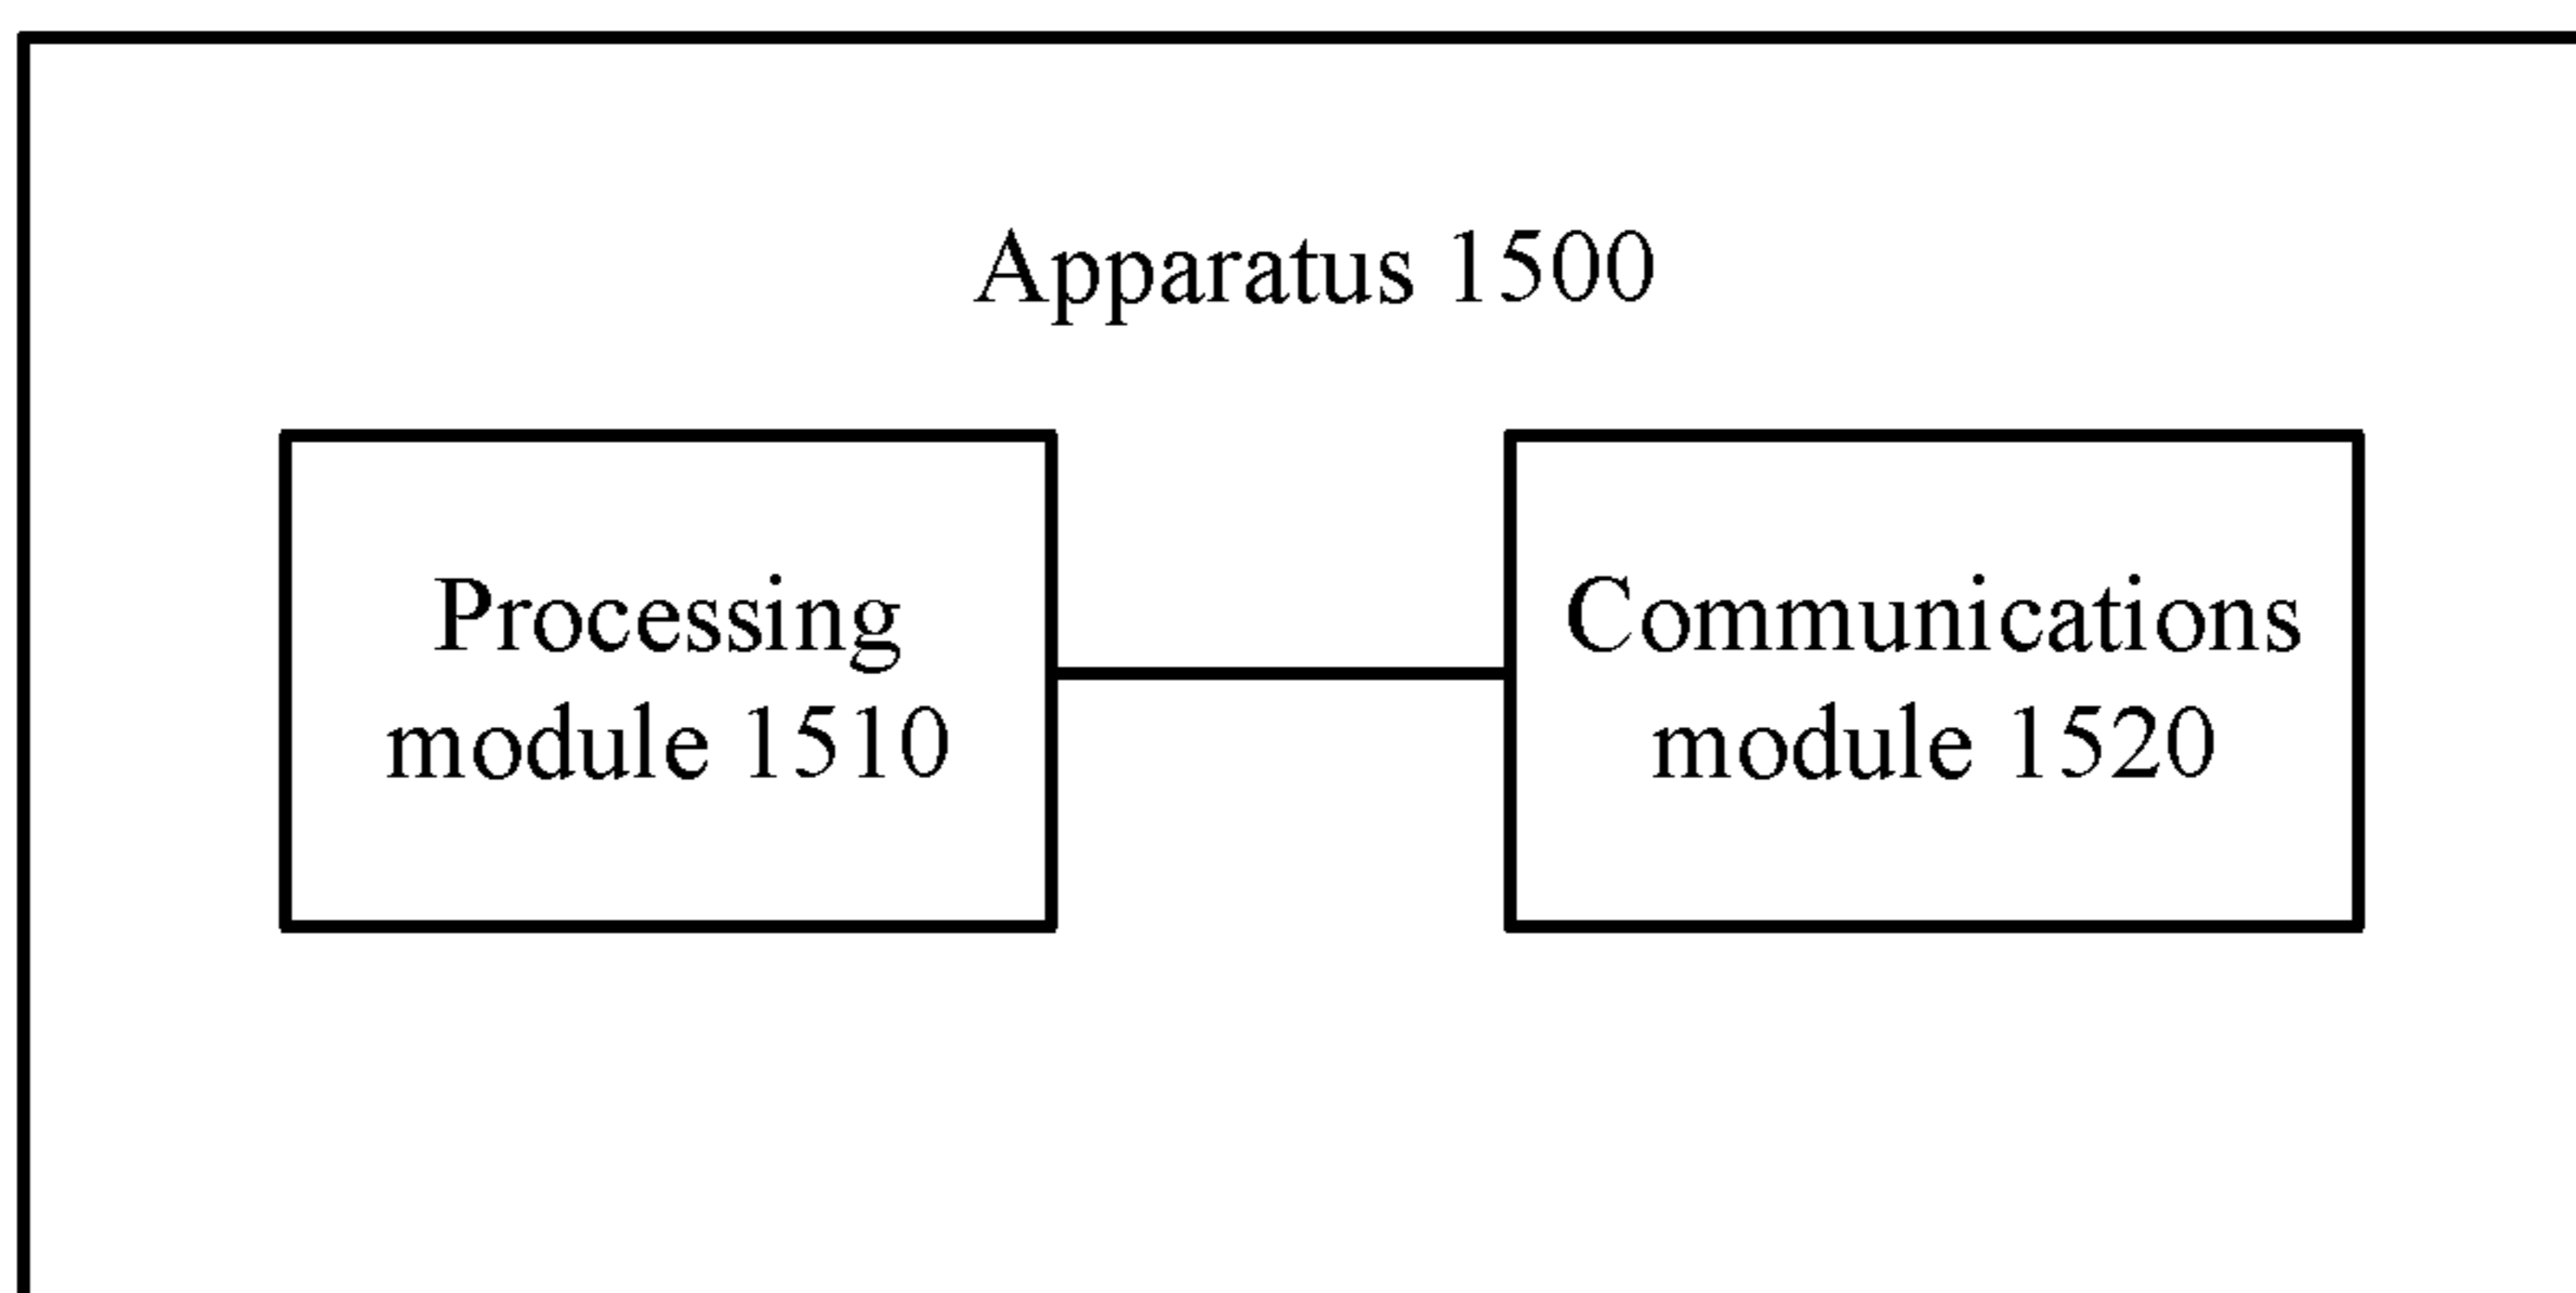 Apparatus 1500
Processing
module 1510
Communications
module 1520